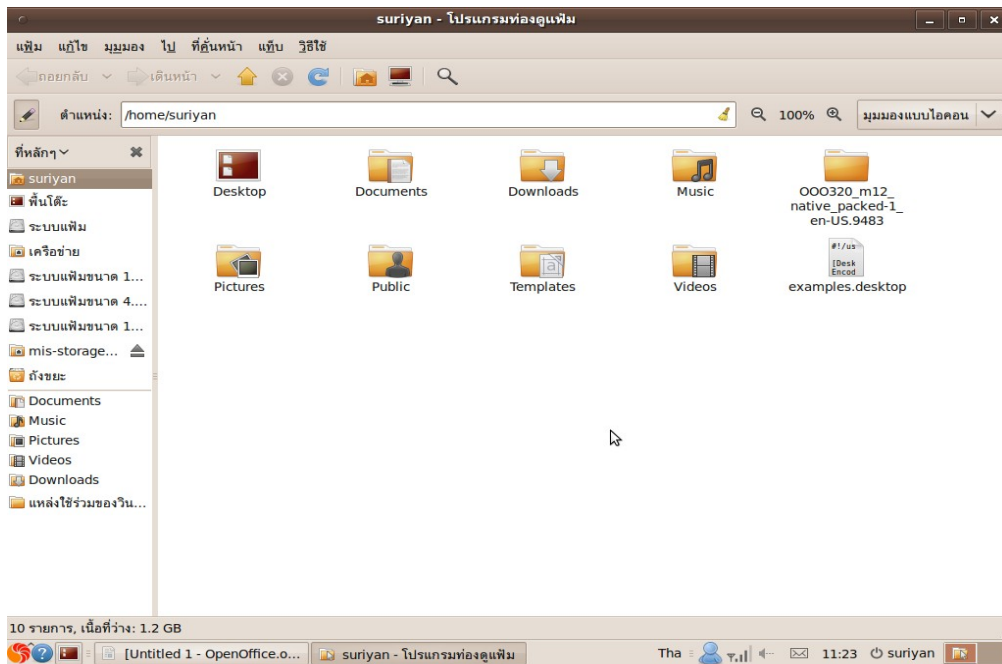 suriyan - โปรแกรมท่องดูแฟ้ม
แฟ้ม แก้ไข มุมมอง ไป ที่คั่นหน้า แท็บ วิธีใช้
ถอยกลับ เดินหน้า
ตำแหน่ง: /home/suriyan 100% มุมมองแบบไอคอน
ที่หลักๆ
suriyan
พื้นโต๊ะ
ระบบแฟ้ม
เครือข่าย
ระบบแฟ้มขนาด 1...
ระบบแฟ้มขนาด 4....
ระบบแฟ้มขนาด 1...
mis-storage...
ถังขยะ
Documents
Music
Pictures
Videos
Downloads
แหล่งใช้ร่วมของวิน...
Desktop Documents Downloads Music OOO320_m12_
native_packed-1_
en-US.9483
#!/us
[Desk
Encod
Pictures Public Templates Videos examples.desktop
10 รายการ, เนื้อที่ว่าง: 1.2 GB
[Untitled 1 - OpenOffice.o... suriyan - โปรแกรมท่องดูแฟ้ม Tha 11:23 suriyan